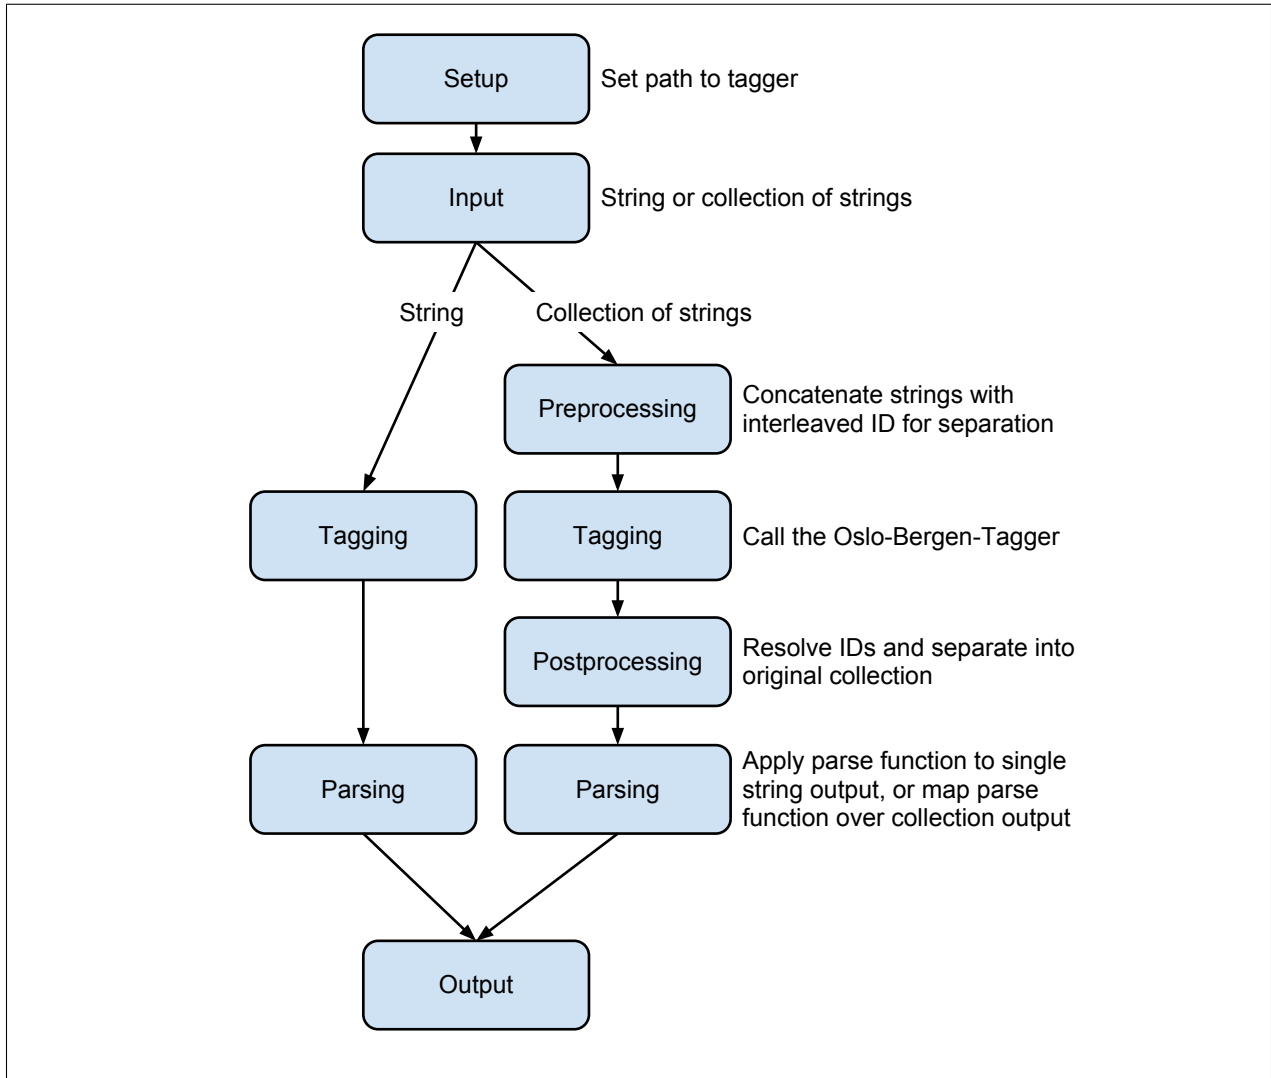 Setup
Set path to tagger
Input
String or collection of strings
String
Collection of strings
Preprocessing
Concatenate strings with
interleaved ID for separation
Tagging
Tagging
Call the Oslo-Bergen-Tagger
Postprocessing
Resolve IDs and separate into
original collection
Parsing
Parsing
Apply parse function to single
string output, or map parse
function over collection output
Output